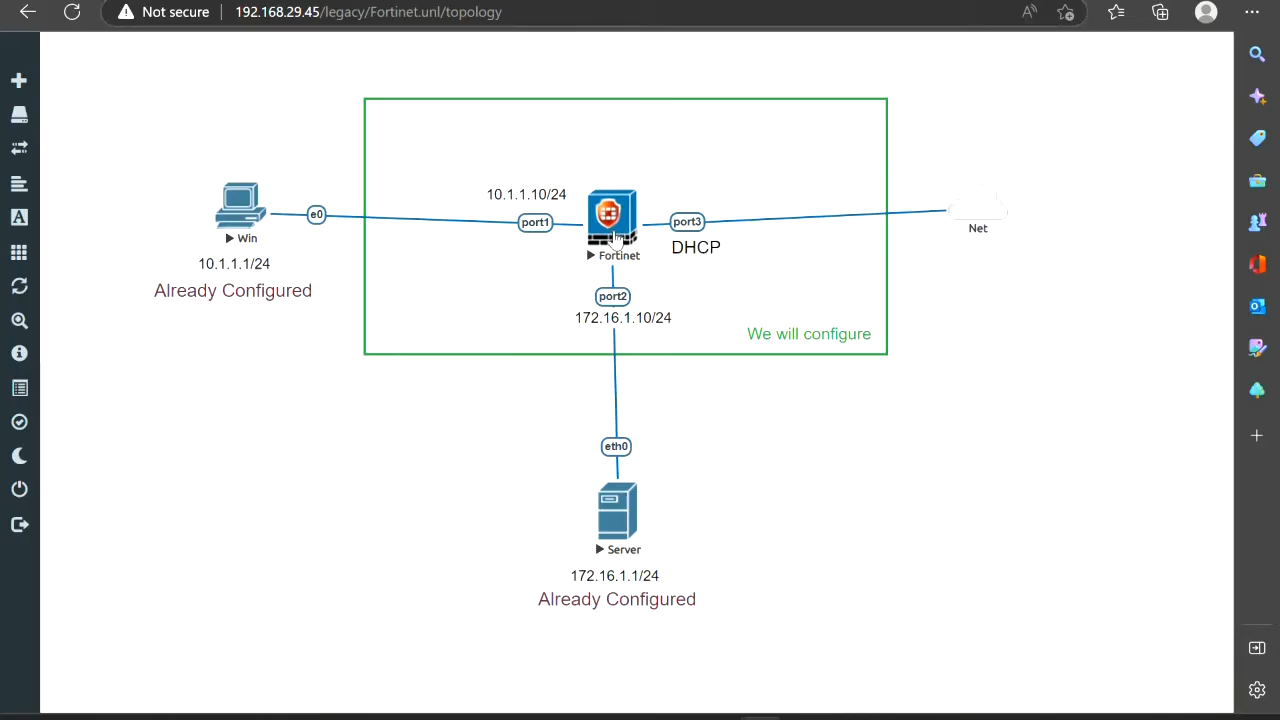 Not secure
192.168.29.45/legacy/Fortinet.unl/topology
10.1.1.10/24
e0
port1
port3
Win
Fortinet
DHCP
Net
10.1.1.1/24
Already Configured
port2
172.16.1.10/24
We will configure
eth0
Server
172.16.1.1/24
Already Configured